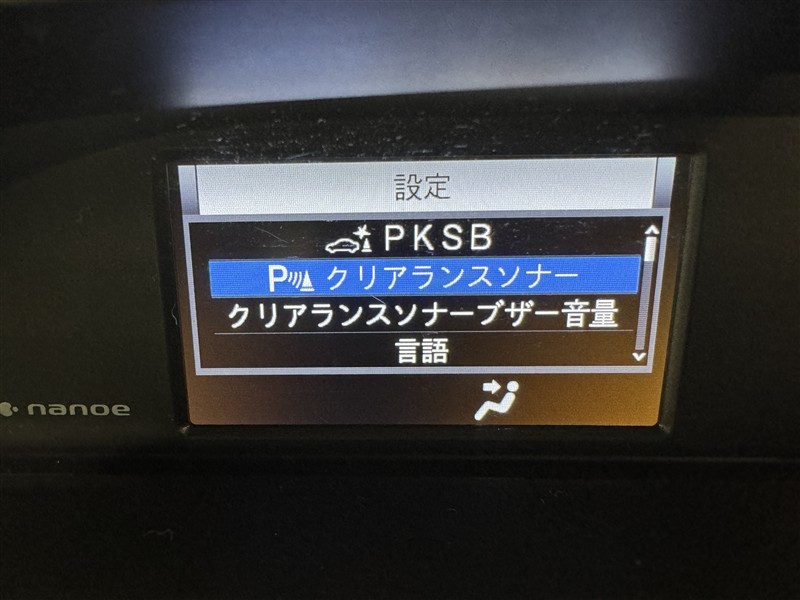 設定
PKSB
P クリアランスソナー
クリアランスソナーブザー音量
言語
nanoe